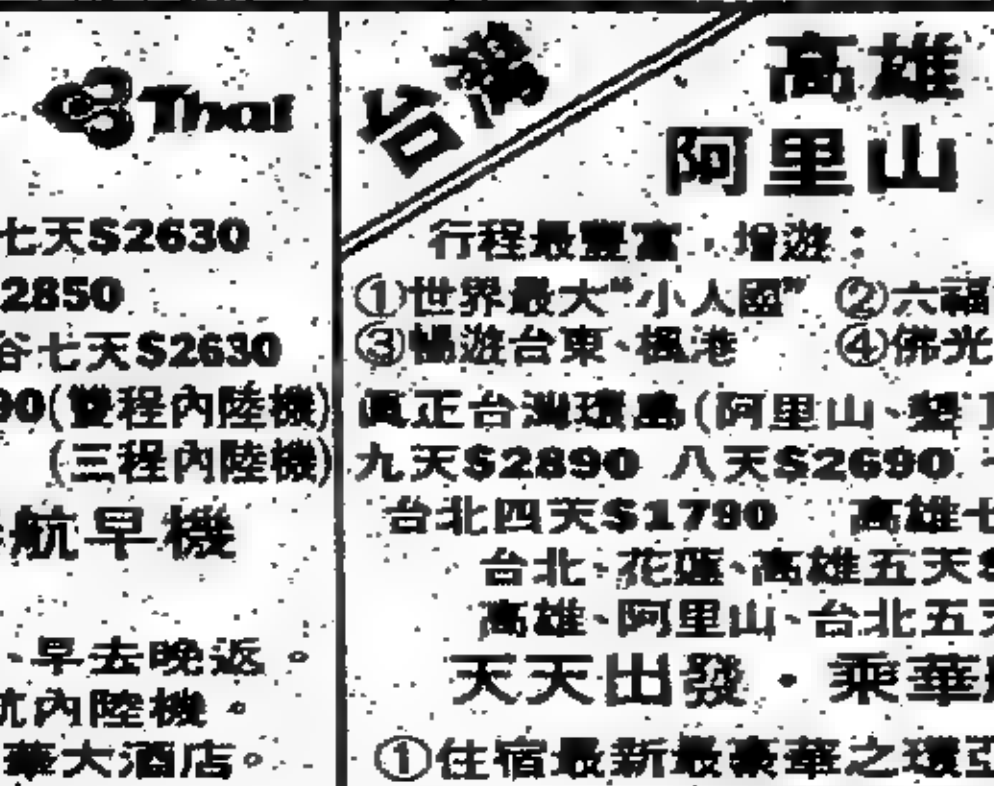 Thai
七天$2630
2850
谷七天$2630
90(雙程內陸機)
(三程內陸機)
航早機
、早去晚返。
航內陸機。
華大酒店。
台灣
高雄
阿里山
行程最豐富，增遊：
①世界最大“小人國” ②六福
③暢遊台東、楓港 ④佛光
眞正台灣環島(阿里山、墾丁
九天$2890 八天$2690
台北四天$1790 高雄七
台北、花蓮、高雄五天$
高雄、阿里山、台北五天
天天出發・乘華航
①住宿最新最豪華之環亞